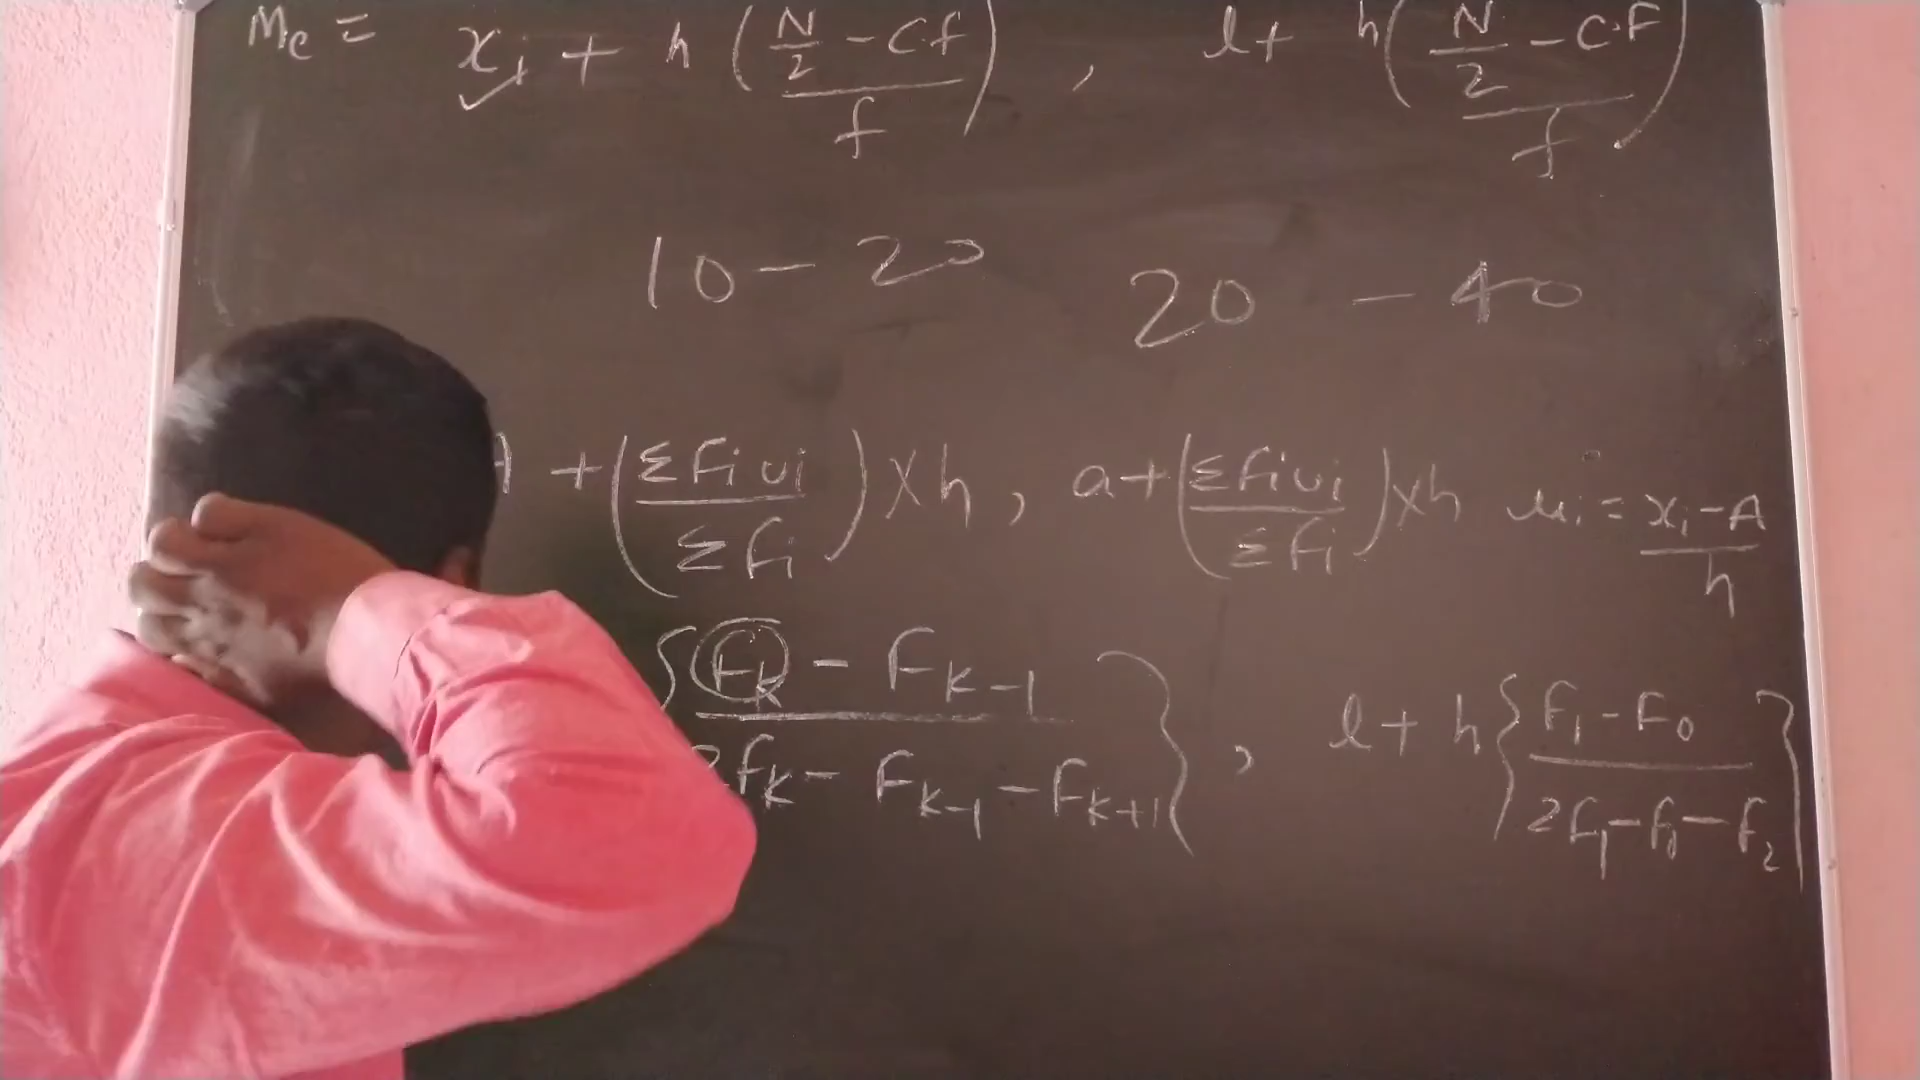 Me = xi + h ( (N/2 - Cf) / f ) , l + h ( (N/2 - C.F) / f )
10 - 20 20 - 40
+ ( Σfiui / Σfi ) × h , a + ( Σfiui / Σfi ) × h ui = (xi - A) / h
{ (fk - fk-1) / (2fk - fk-1 - fk+1) } , l + h { (f1 - f0) / (2f1 - f0 - f2) }